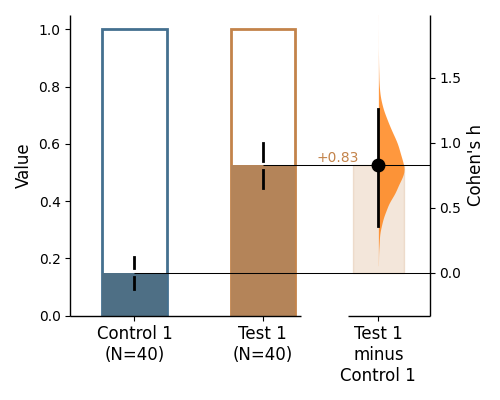 1.0
0.8
0.6
0.4
0.2
0.0
Value
+0.83
1.5
1.0
0.5
0.0
Cohen's h
Control 1
(N=40)
Test 1
(N=40)
Test 1
minus
Control 1